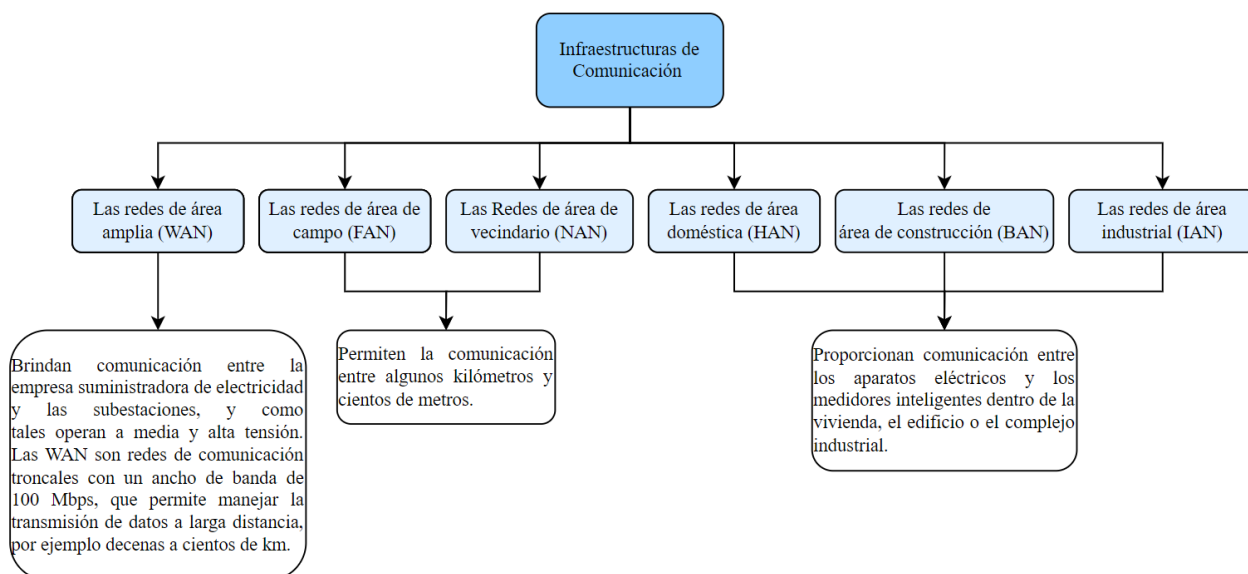 Infraestructuras de
Comunicación
Las redes de área
amplia (WAN)
Las redes de área de
campo (FAN)
Las Redes de área de
vecindario (NAN)
Las redes de área
doméstica (HAN)
Las redes de
área de construcción (BAN)
Las redes de área
industrial (IAN)
Brindan comunicación entre la
empresa suministradora de electricidad
y las subestaciones, y como
tales operan a media y alta tensión.
Las WAN son redes de comunicación
troncales con un ancho de banda de
100 Mbps, que permite manejar la
transmisión de datos a larga distancia,
por ejemplo decenas a cientos de km.
Permiten la comunicación
entre algunos kilómetros y
cientos de metros.
Proporcionan comunicación entre
los aparatos eléctricos y los
medidores inteligentes dentro de la
vivienda, el edificio o el complejo
industrial.